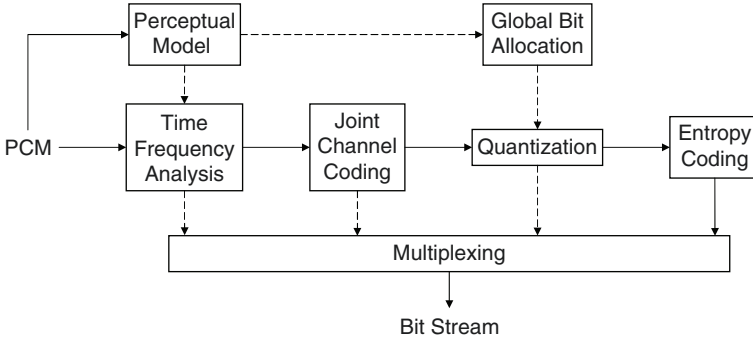 Perceptual
Model
Global Bit
Allocation
PCM
Time
Frequency
Analysis
Joint
Channel
Coding
Quantization
Entropy
Coding
Multiplexing
Bit Stream